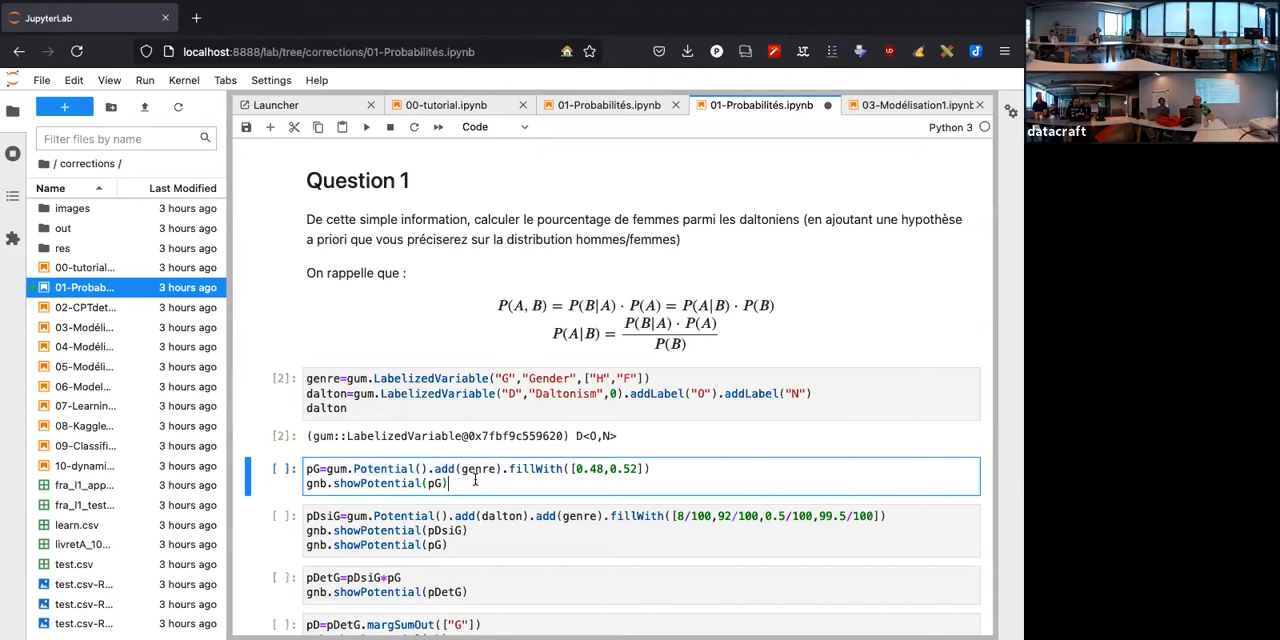 JupyterLab
localhost:8888/lab/tree/corrections/01-Probabilités.ipynb
File Edit View Run Kernel Tabs Settings Help
Launcher
00-tutorial.ipynb
01-Probabilités.ipynb
01-Probabilités.ipynb
03-Modélisation1.ipynb
Code
Python 3
Filter files by name
/ corrections /
Name Last Modified
images 3 hours ago
out 3 hours ago
res 3 hours ago
00-tutorial... 3 hours ago
01-Probab... 3 hours ago
02-CPTdet... 3 hours ago
03-Modéli... 3 hours ago
04-Modéli... 3 hours ago
05-Modéli... 3 hours ago
06-Model... 3 hours ago
07-Learnin... 3 hours ago
08-Kaggle... 3 hours ago
09-Classifi... 3 hours ago
10-dynami... 3 hours ago
fra_l1_app... 3 hours ago
fra_l1_test... 3 hours ago
learn.csv 3 hours ago
livretA_10... 3 hours ago
test.csv 3 hours ago
test.csv-R... 3 hours ago
test.csv-R... 3 hours ago
test.csv-R... 3 hours ago
Question 1
De cette simple information, calculer le pourcentage de femmes parmi les daltoniens (en ajoutant une hypothèse
a priori que vous préciserez sur la distribution hommes/femmes)
On rappelle que :
P(A, B) = P(B|A) · P(A) = P(A|B) · P(B)
P(A|B) = P(B|A) · P(A) / P(B)
[2]: genre=gum.LabelizedVariable("G","Gender",["H","F"])
dalton=gum.LabelizedVariable("D","Daltonism",0).addLabel("O").addLabel("N")
dalton
[2]: (gum::LabelizedVariable@0x7fbf9c559620) D<O,N>
[ ]: pG=gum.Potential().add(genre).fillWith([0.48,0.52])
gnb.showPotential(pG)
[ ]: pDsiG=gum.Potential().add(dalton).add(genre).fillWith([8/100,92/100,0.5/100,99.5/100])
gnb.showPotential(pDsiG)
gnb.showPotential(pG)
[ ]: pDetG=pDsiG*pG
gnb.showPotential(pDetG)
[ ]: pD=pDetG.margSumOut(["G"])
datacraft